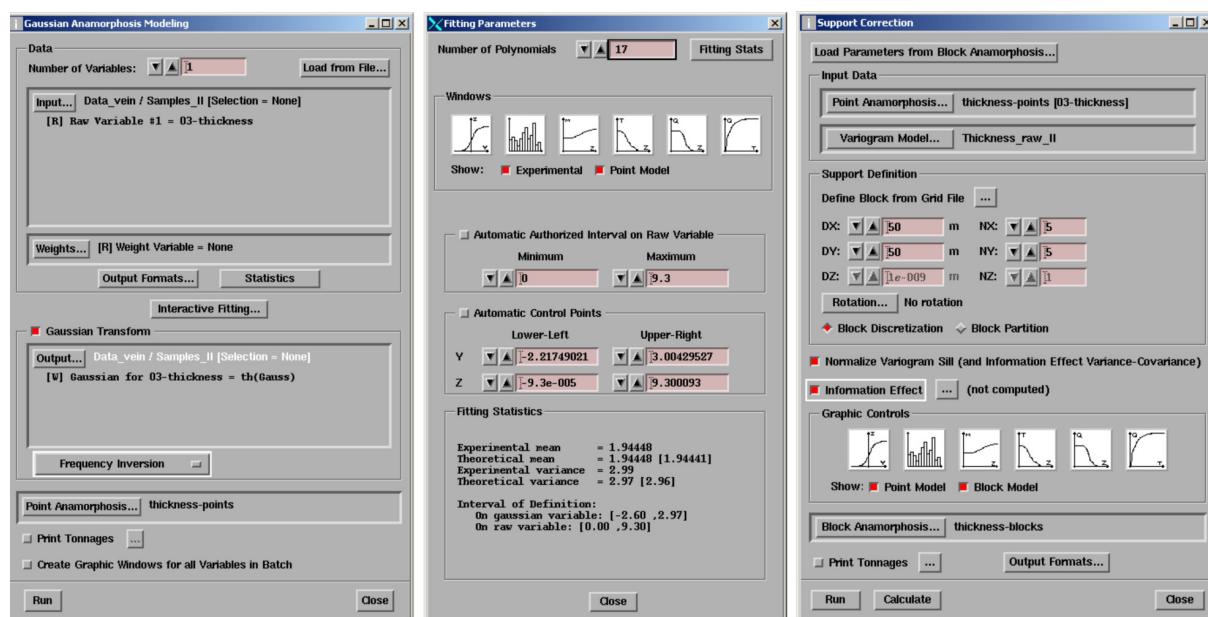 Gaussian Anamorphosis Modeling
Data
Number of Variables: 1 Load from File...
Input... Data_vein / Samples_II [Selection = None]
[R] Raw Variable #1 = 03-thickness
Weights... [R] Weight Variable = None
Output Formats... Statistics
Interactive Fitting...
Gaussian Transform
Output... Data_vein / Samples_II [Selection = None]
[W] Gaussian for 03-thickness = th(Gauss)
Frequency Inversion
Point Anamorphosis... thickness-points
Print Tonnages ...
Create Graphic Windows for all Variables in Batch
Run Close
Fitting Parameters
Number of Polynomials 17 Fitting Stats
Windows
Z Y M Z T Z Q Z Q T
Show: Experimental Point Model
Automatic Authorized Interval on Raw Variable
Minimum Maximum
0 9.3
Automatic Control Points
Lower-Left Upper-Right
Y -2.21749021 3.00429527
Z -9.3e-005 9.300093
Fitting Statistics
Experimental mean = 1.94448
Theoretical mean = 1.94448 [1.94441]
Experimental variance = 2.99
Theoretical variance = 2.97 [2.96]
Interval of Definition:
On gaussian variable: [-2.60 ,2.97]
On raw variable: [0.00 ,9.30]
Close
Support Correction
Load Parameters from Block Anamorphosis...
Input Data
Point Anamorphosis... thickness-points [03-thickness]
Variogram Model... Thickness_raw_II
Support Definition
Define Block from Grid File ...
DX: 50 m NX: 5
DY: 50 m NY: 5
DZ: 1e-009 m NZ: 1
Rotation... No rotation
Block Discretization Block Partition
Normalize Variogram Sill (and Information Effect Variance-Covariance)
Information Effect ... (not computed)
Graphic Controls
Z Y M Z T Z Q Z Q T
Show: Point Model Block Model
Block Anamorphosis... thickness-blocks
Print Tonnages ... Output Formats...
Run Calculate Close